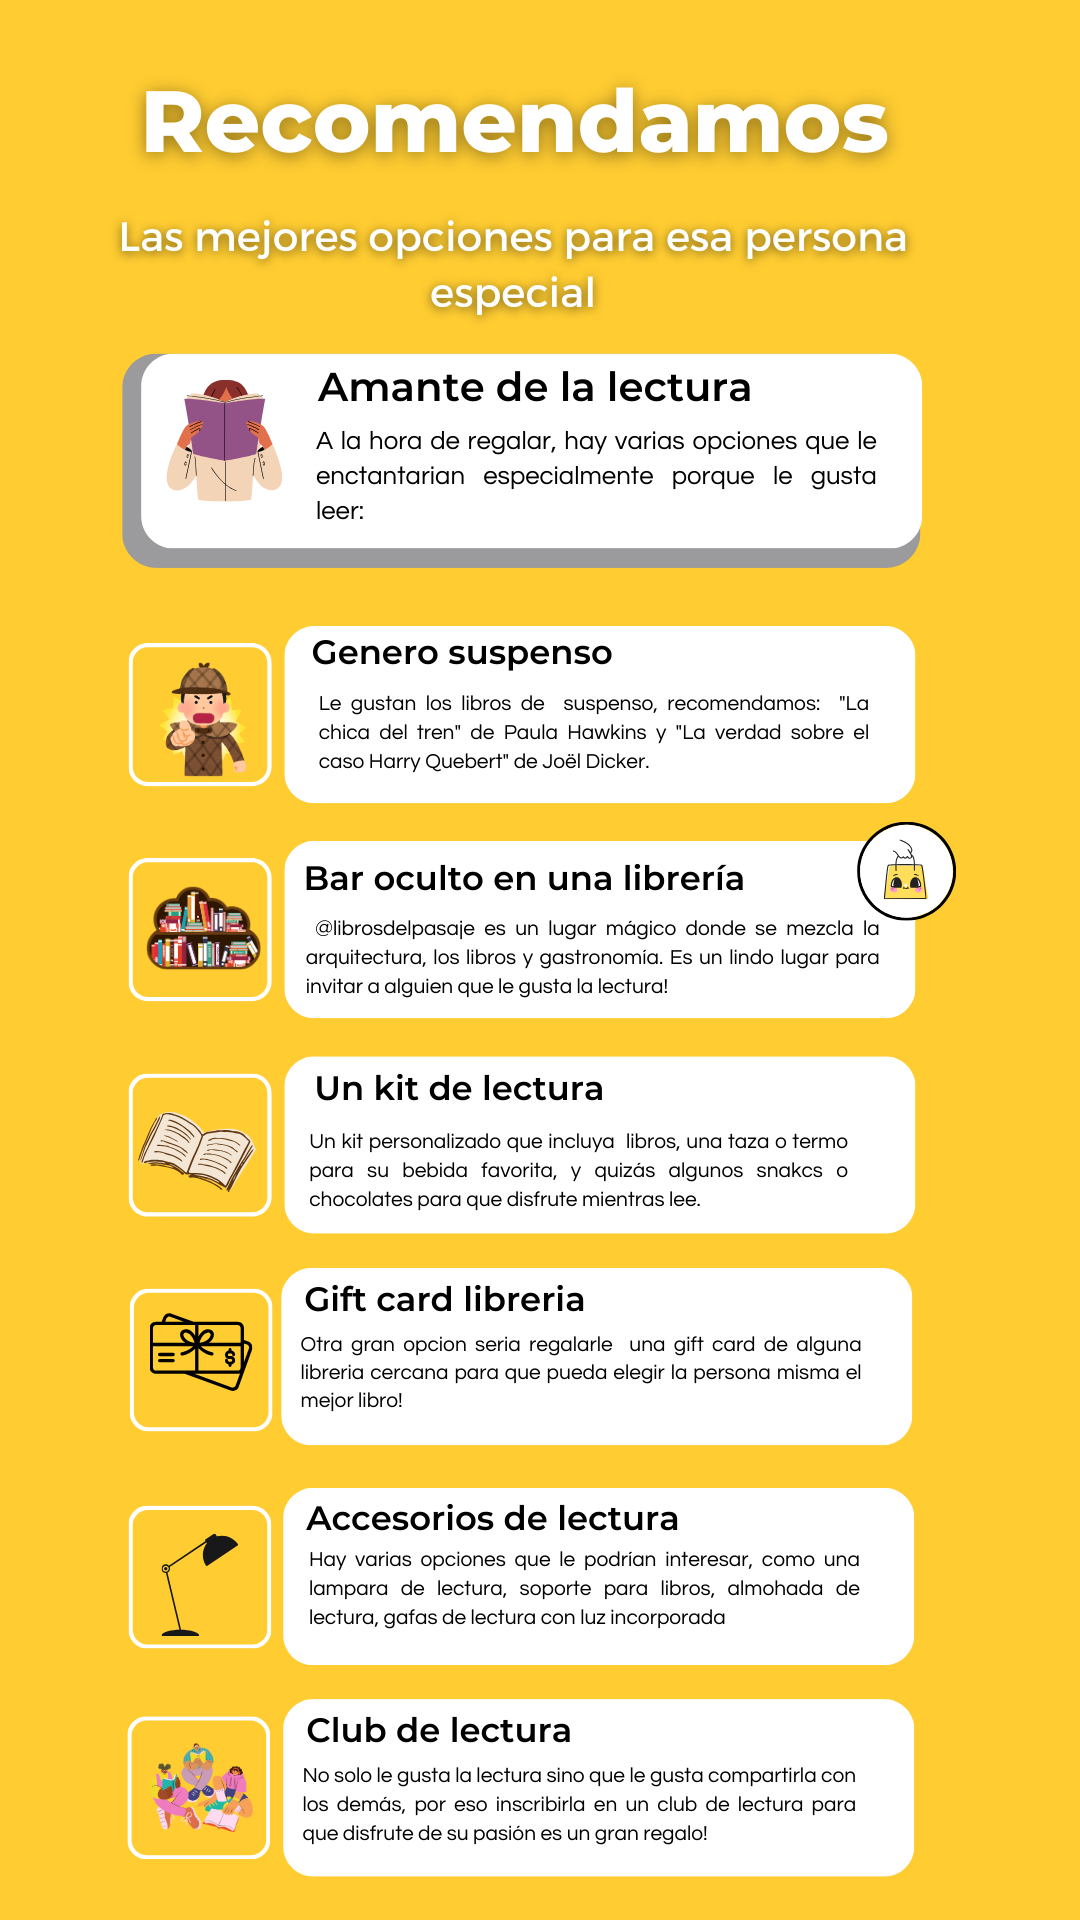 Recomendamos
Las mejores opciones para esa persona
especial
Amante de la lectura
A la hora de regalar, hay varias opciones que le
enctantarian especialmente porque le gusta
leer:
Genero suspenso
Le gustan los libros de suspenso, recomendamos: "La
chica del tren" de Paula Hawkins y "La verdad sobre el
caso Harry Quebert" de Joël Dicker.
Bar oculto en una librería
@librosdelpasaje es un lugar mágico donde se mezcla la
arquitectura, los libros y gastronomía. Es un lindo lugar para
invitar a alguien que le gusta la lectura!
Un kit de lectura
Un kit personalizado que incluya libros, una taza o termo
para su bebida favorita, y quizás algunos snakcs o
chocolates para que disfrute mientras lee.
Gift card libreria
Otra gran opcion seria regalarle una gift card de alguna
libreria cercana para que pueda elegir la persona misma el
mejor libro!
$
Accesorios de lectura
Hay varias opciones que le podrían interesar, como una
lampara de lectura, soporte para libros, almohada de
lectura, gafas de lectura con luz incorporada
Club de lectura
No solo le gusta la lectura sino que le gusta compartirla con
los demás, por eso inscribirla en un club de lectura para
que disfrute de su pasión es un gran regalo!